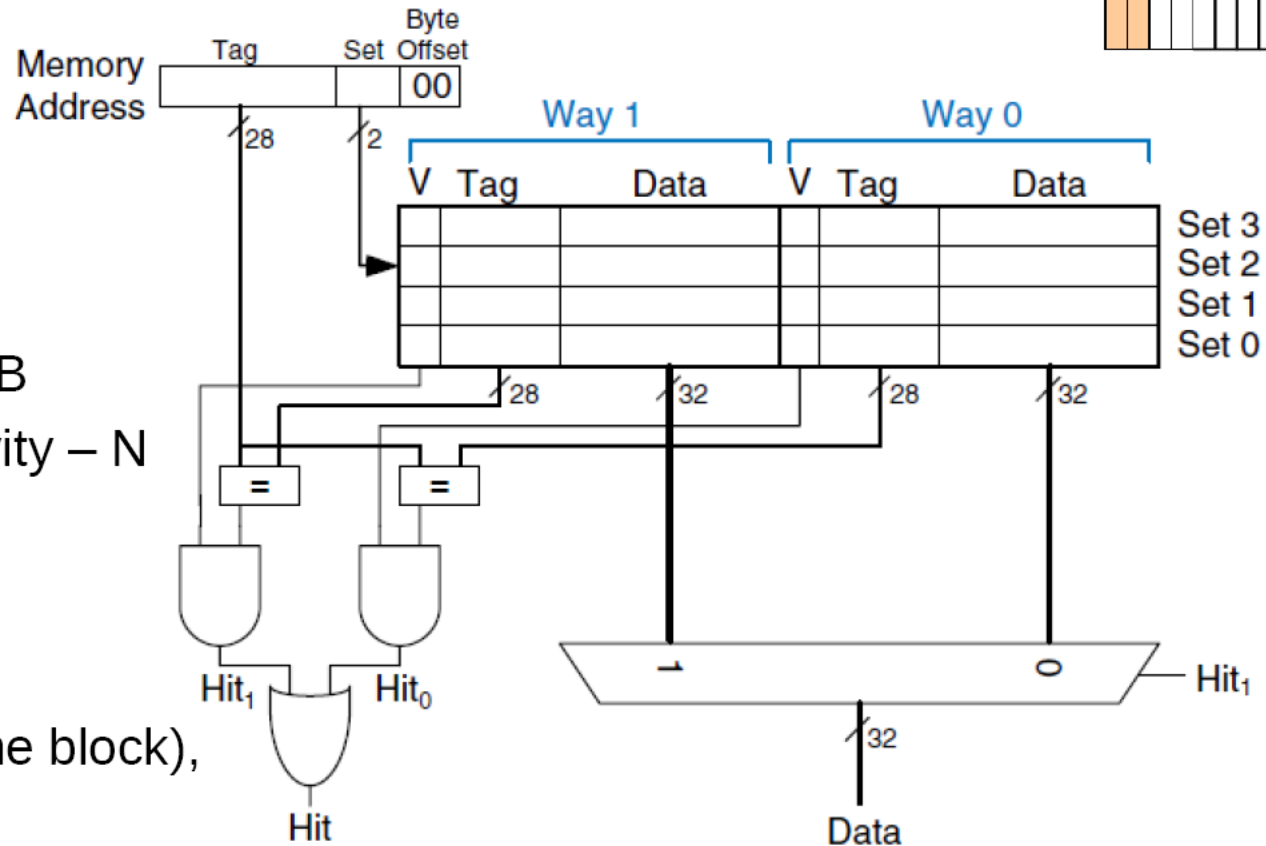 Byte
Tag Set Offset
Memory
Address
00
28 2
Way 1 Way 0
V Tag Data V Tag Data
Set 3
Set 2
Set 1
Set 0
28 32 28 32
B
ity – N
= =
1 0
Hit1 Hit0 Hit1
ne block),
32
Hit Data